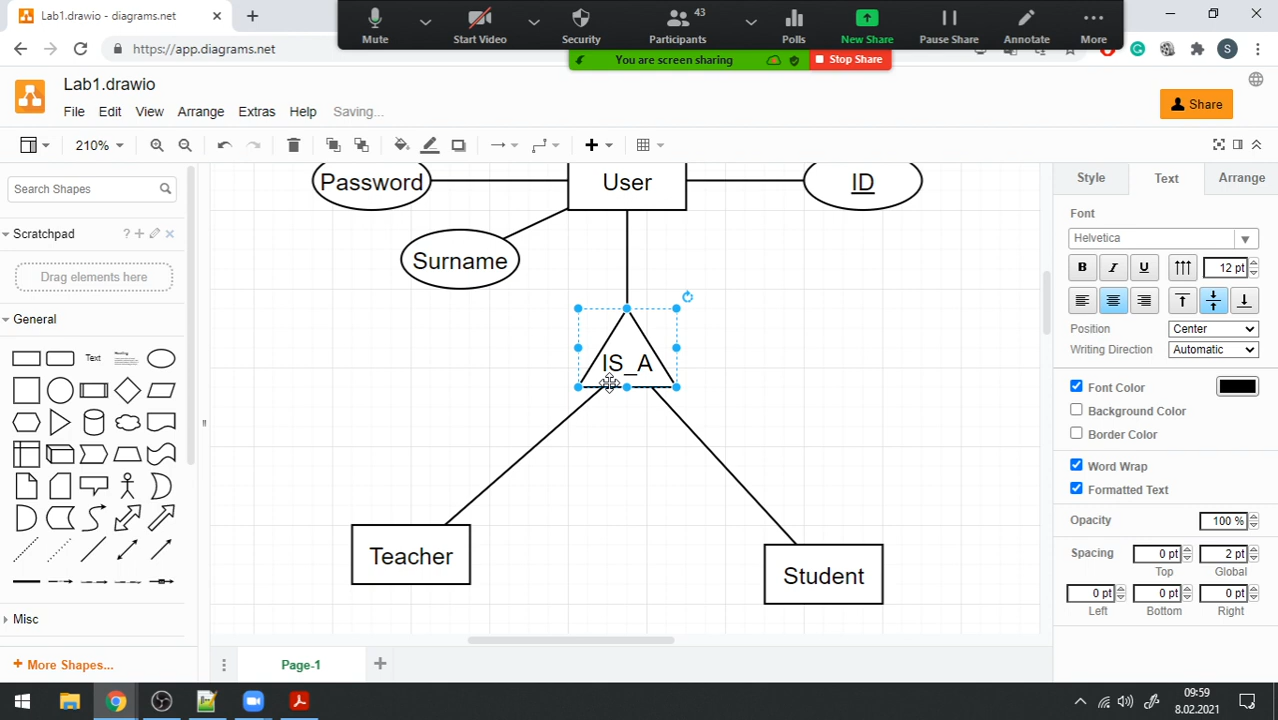 Lab1.drawio - diagrams.net
https://app.diagrams.net
Mute
Start Video
Security
43
Participants
Polls
New Share
Pause Share
Annotate
More
You are screen sharing
Stop Share
S
Lab1.drawio
File Edit View Arrange Extras Help Saving...
Share
210%
Search Shapes
Scratchpad
?
Drag elements here
General
Text
Heading
Misc
+ More Shapes...
Password
User
ID
Surname
IS_A
Teacher
Student
Page-1
Style Text Arrange
Font
Helvetica
B I U 12 pt
Position Center
Writing Direction Automatic
Font Color
Background Color
Border Color
Word Wrap
Formatted Text
Opacity 100 %
Spacing 0 pt 2 pt
Top Global
0 pt 0 pt 0 pt
Left Bottom Right
09:59
8.02.2021